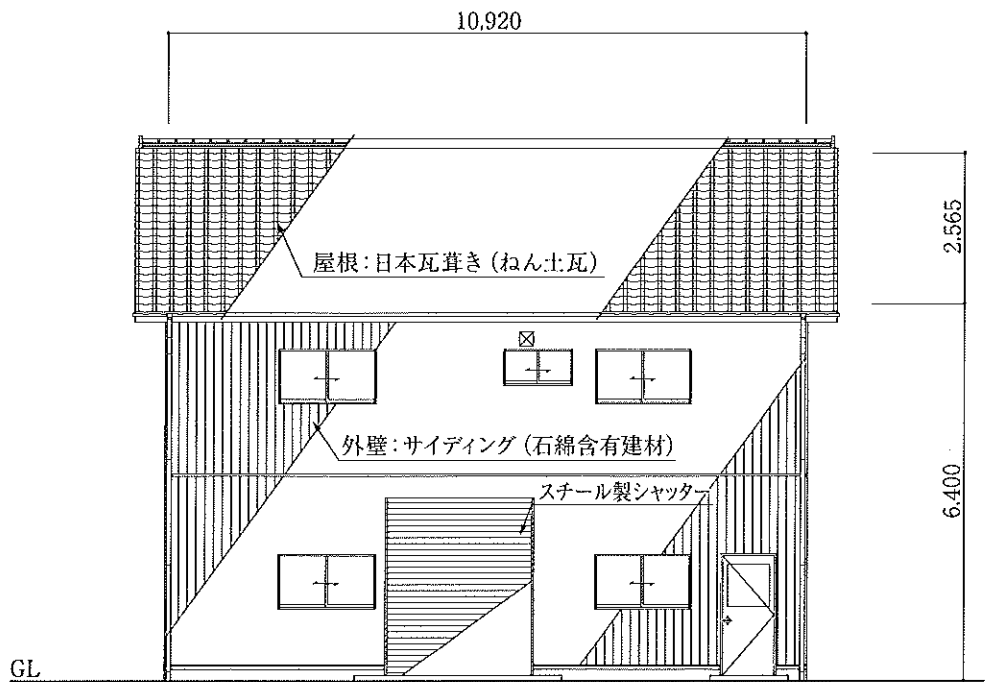 10,920
2.565
屋根：日本瓦葺き（ねん土瓦）
外壁：サイディング（石綿含有建材）
スチール製シャッター
6.400
GL